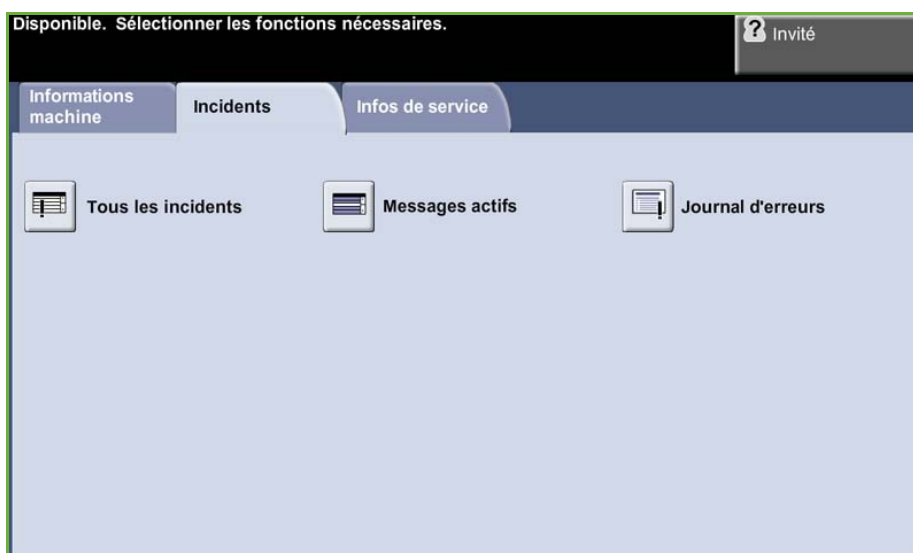 Disponible. Sélectionner les fonctions nécessaires.
? Invité
Informations
machine
Incidents
Infos de service
Tous les incidents
Messages actifs
Journal d'erreurs